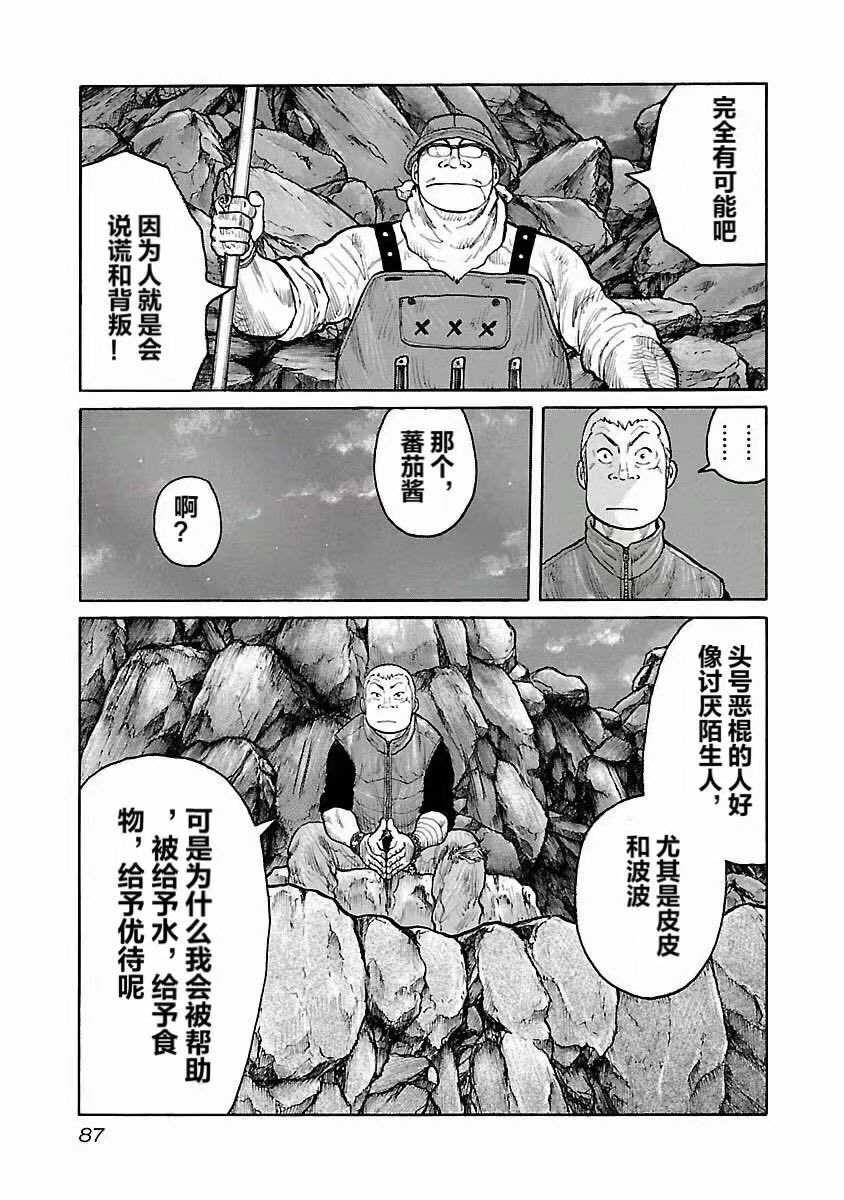 完全有可能吧
因为人就是会
说谎和背叛！
……
……
那个，
蕃茄酱
啊？
头号恶棍的人好
像讨厌陌生人，
尤其是皮皮
和波波
可是为什么我会被帮助
，被给予水，给予食
物，给予优待呢
87